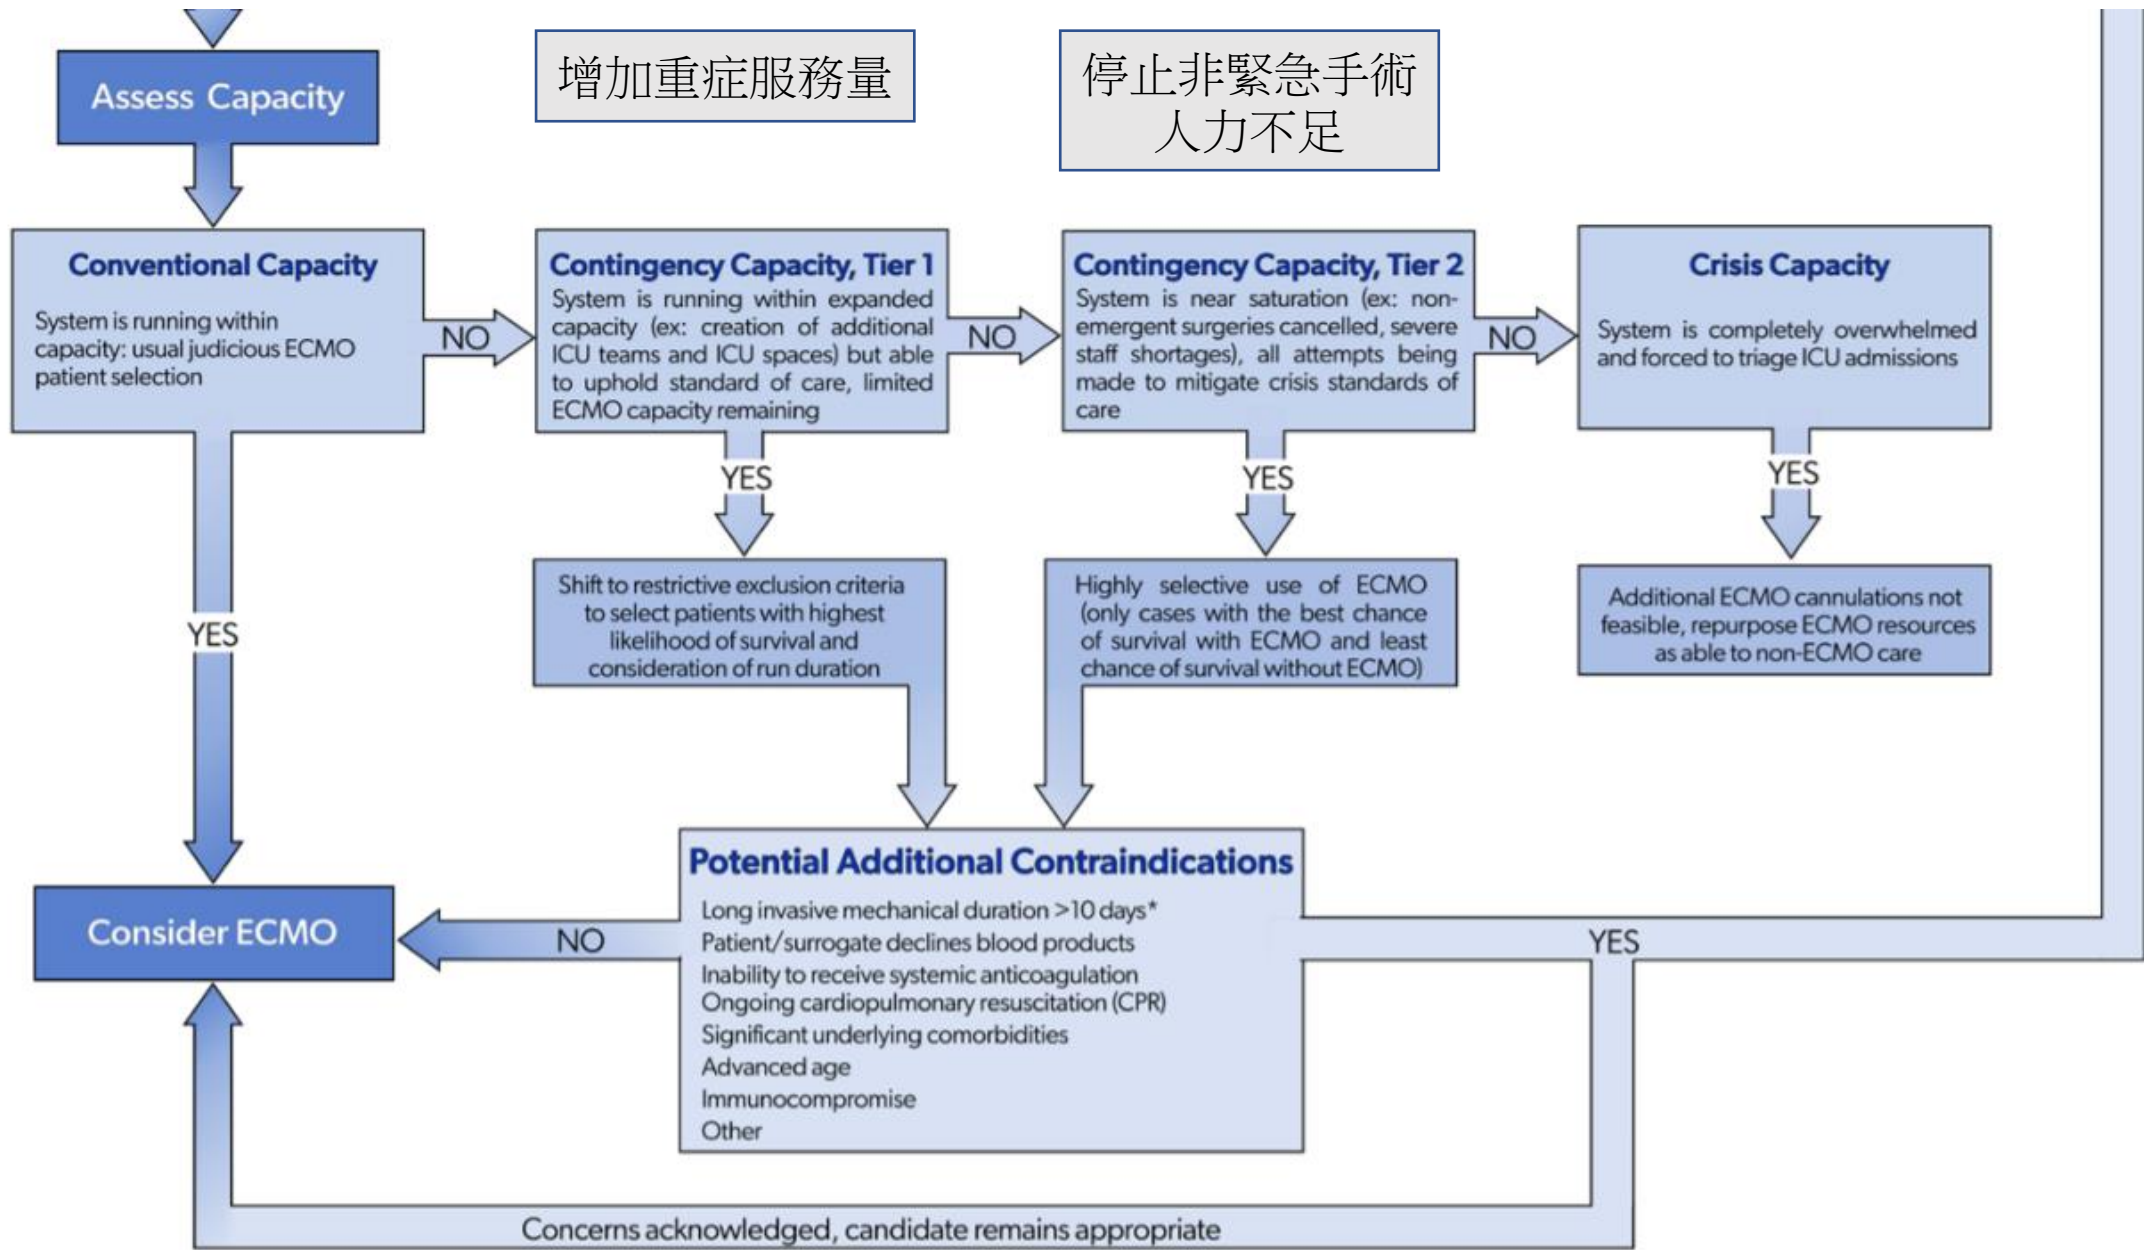 Assess Capacity
增加重症服務量
停止非緊急手術
人力不足
Conventional Capacity
System is running within
capacity: usual judicious ECMO
patient selection
NO
Contingency Capacity, Tier 1
System is running within expanded
capacity (ex: creation of additional
ICU teams and ICU spaces) but able
to uphold standard of care, limited
ECMO capacity remaining
NO
Contingency Capacity, Tier 2
System is near saturation (ex: non-
emergent surgeries cancelled, severe
staff shortages), all attempts being
made to mitigate crisis standards of
care
NO
Crisis Capacity
System is completely overwhelmed
and forced to triage ICU admissions
YES
YES
YES
YES
Shift to restrictive exclusion criteria
to select patients with highest
likelihood of survival and
consideration of run duration
Highly selective use of ECMO
(only cases with the best chance
of survival with ECMO and least
chance of survival without ECMO)
Additional ECMO cannulations not
feasible, repurpose ECMO resources
as able to non-ECMO care
Consider ECMO
NO
Potential Additional Contraindications
Long invasive mechanical duration >10 days*
Patient/surrogate declines blood products
Inability to receive systemic anticoagulation
Ongoing cardiopulmonary resuscitation (CPR)
Significant underlying comorbidities
Advanced age
Immunocompromise
Other
YES
Concerns acknowledged, candidate remains appropriate